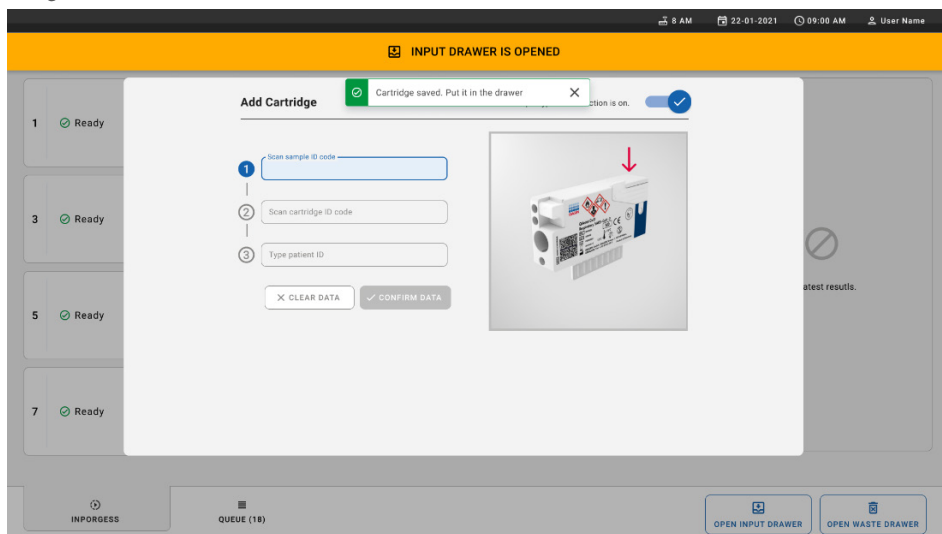 8 AM
22-01-2021
09:00 AM
User Name
INPUT DRAWER IS OPENED
Cartridge saved. Put it in the drawer
Add Cartridge
ction is on.
1
Ready
Scan sample ID code
1
2
Scan cartridge ID code
3
Ready
3
Type patient ID
CLEAR DATA
CONFIRM DATA
atest resutls.
5
Ready
7
Ready
INPORGESS
QUEUE (18)
OPEN INPUT DRAWER
OPEN WASTE DRAWER